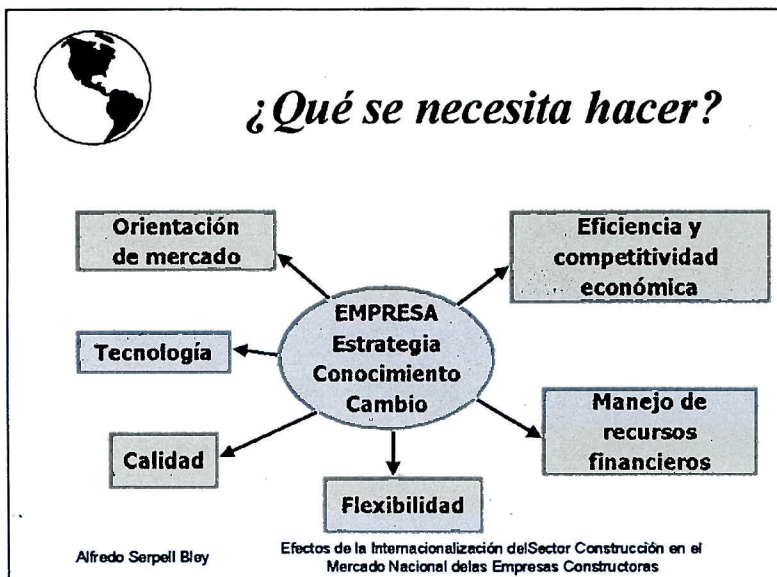 ¿Qué se necesita hacer?
Orientación
de mercado
Eficiencia y
competitividad
económica
EMPRESA
Estrategia
Conocimiento
Cambio
Tecnología
Manejo de
recursos
financieros
Calidad
Flexibilidad
Alfredo Serpell Bley
Efectos de la Internacionalización delSector Construcción en el
Mercado Nacional delas Empresas Constructoras